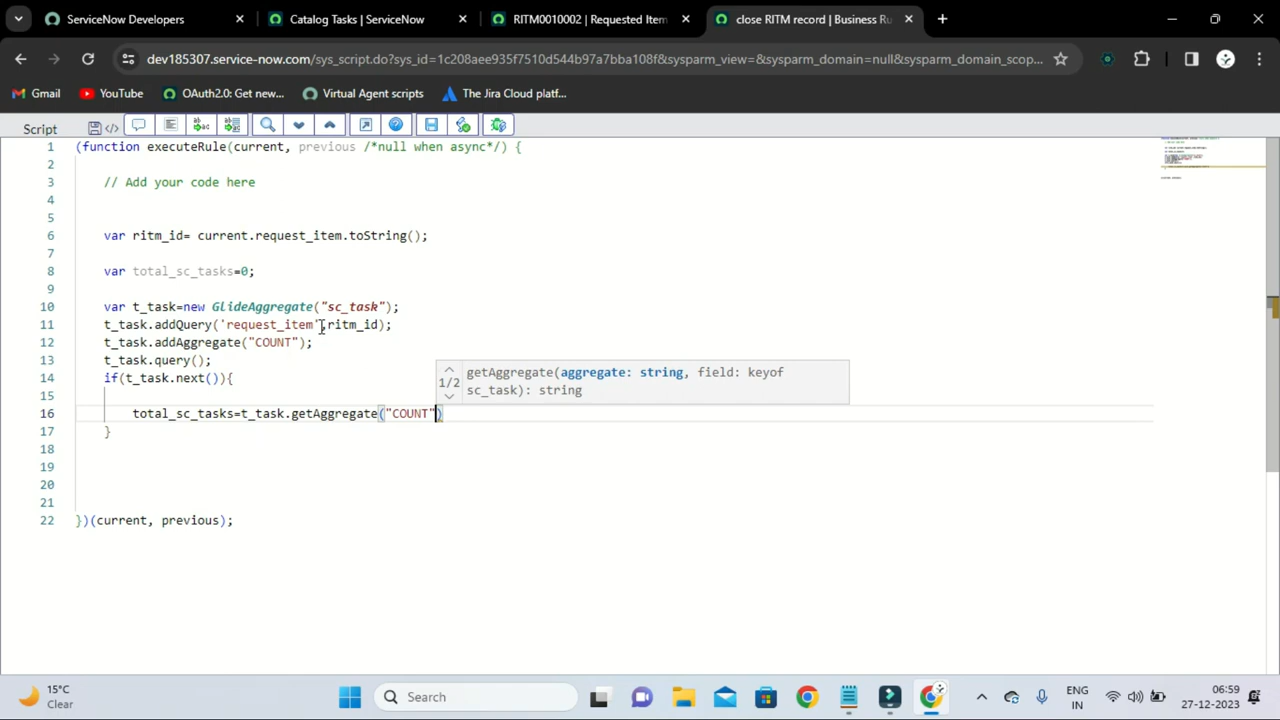 ServiceNow Developers
Catalog Tasks | ServiceNow
RITM0010002 | Requested Item
close RITM record | Business Ru
dev185307.service-now.com/sys_script.do?sys_id=1c208aee935f7510d544b97a7bba108f&sysparm_view=&sysparm_domain=null&sysparm_domain_scop...
Gmail
YouTube
OAuth2.0: Get new...
Virtual Agent scripts
The Jira Cloud platf...
Script
1 (function executeRule(current, previous /*null when async*/) {
2
3 // Add your code here
4
5
6 var ritm_id= current.request_item.toString();
7
8 var total_sc_tasks=0;
9
10 var t_task=new GlideAggregate("sc_task");
11 t_task.addQuery('request_item',ritm_id);
12 t_task.addAggregate("COUNT");
13 t_task.query();
14 if(t_task.next()){
15
16 total_sc_tasks=t_task.getAggregate("COUNT")
17 }
18
19
20
21
22 })(current, previous);
1/2
getAggregate(aggregate: string, field: keyof
sc_task): string
15°C
Clear
Search
ENG
IN
06:59
27-12-2023